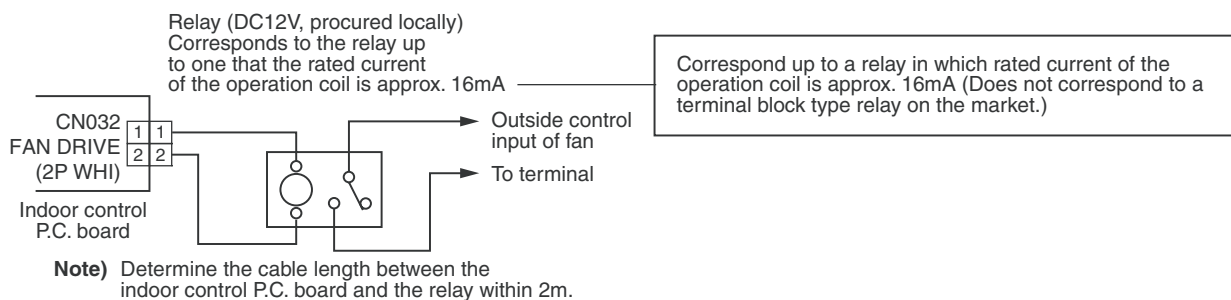 Relay (DC12V, procured locally)
Corresponds to the relay up
to one that the rated current
of the operation coil is approx. 16mA
Correspond up to a relay in which rated current of the
operation coil is approx. 16mA (Does not correspond to a
terminal block type relay on the market.)
CN032
FAN DRIVE
(2P WHI)
1 1
2 2
Outside control
input of fan
To terminal
Indoor control
P.C. board
Note) Determine the cable length between the
indoor control P.C. board and the relay within 2m.